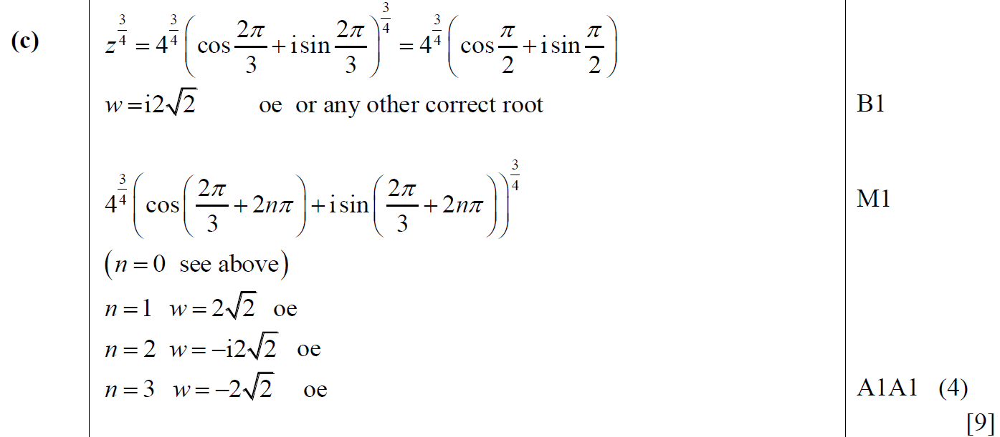 (c) $z^{\frac{3}{4}} = 4^{\frac{3}{4}}\left(\cos\frac{2\pi}{3}+\mathrm{i}\sin\frac{2\pi}{3}\right)^{\frac{3}{4}} = 4^{\frac{3}{4}}\left(\cos\frac{\pi}{2}+\mathrm{i}\sin\frac{\pi}{2}\right)$
$w = \mathrm{i}2\sqrt{2}$ oe or any other correct root B1
$4^{\frac{3}{4}}\left(\cos\left(\frac{2\pi}{3}+2n\pi\right)+\mathrm{i}\sin\left(\frac{2\pi}{3}+2n\pi\right)\right)^{\frac{3}{4}}$ M1
$(n = 0$ see above$)$
$n = 1$ $w = 2\sqrt{2}$ oe
$n = 2$ $w = -\mathrm{i}2\sqrt{2}$ oe
$n = 3$ $w = -2\sqrt{2}$ oe A1A1 (4)
[9]